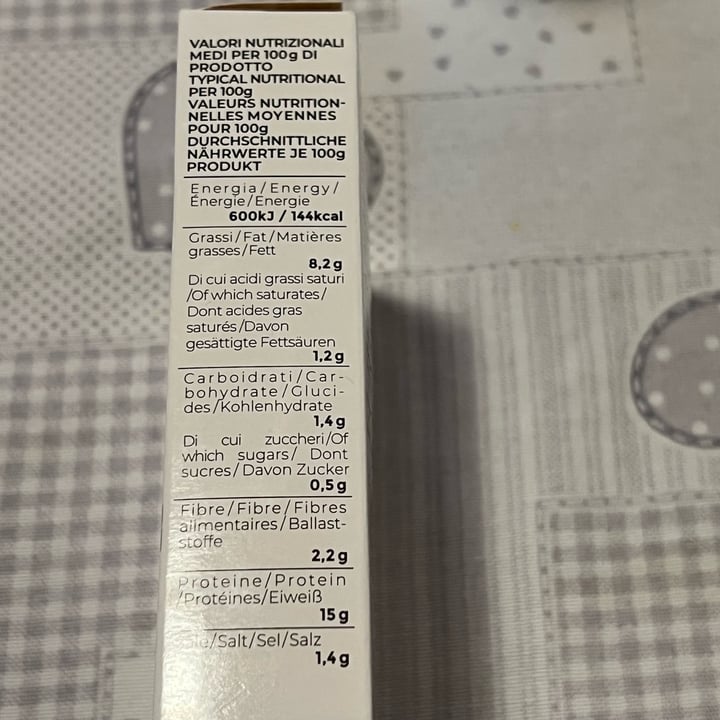 VALORI NUTRIZIONALI
MEDI PER 100g DI
PRODOTTO
TYPICAL NUTRITIONAL
PER 100g
VALEURS NUTRITION-
NELLES MOYENNES
POUR 100g
DURCHSCHNITTLICHE
NÄHRWERTE JE 100g
PRODUKT
Energia/Energy/
Énergie/Energie
600kJ / 144kcal
Grassi/Fat/Matières
grasses/Fett
8,2g
Di cui acidi grassi saturi
/Of which saturates/
Dont acides gras
saturés/Davon
gesättigte Fettsäuren
1,2g
Carboidrati/Car-
bohydrate/Gluci-
des/Kohlenhydrate
1,4g
Di cui zuccheri/Of
which sugars/ Dont
sucres/Davon Zucker
0,5g
Fibre/Fibre/Fibres
alimentaires/Ballast-
stoffe
2,2g
Proteine/Protein
/Protéines/Eiweiß
15g
/Salt/Sel/Salz
1,4g